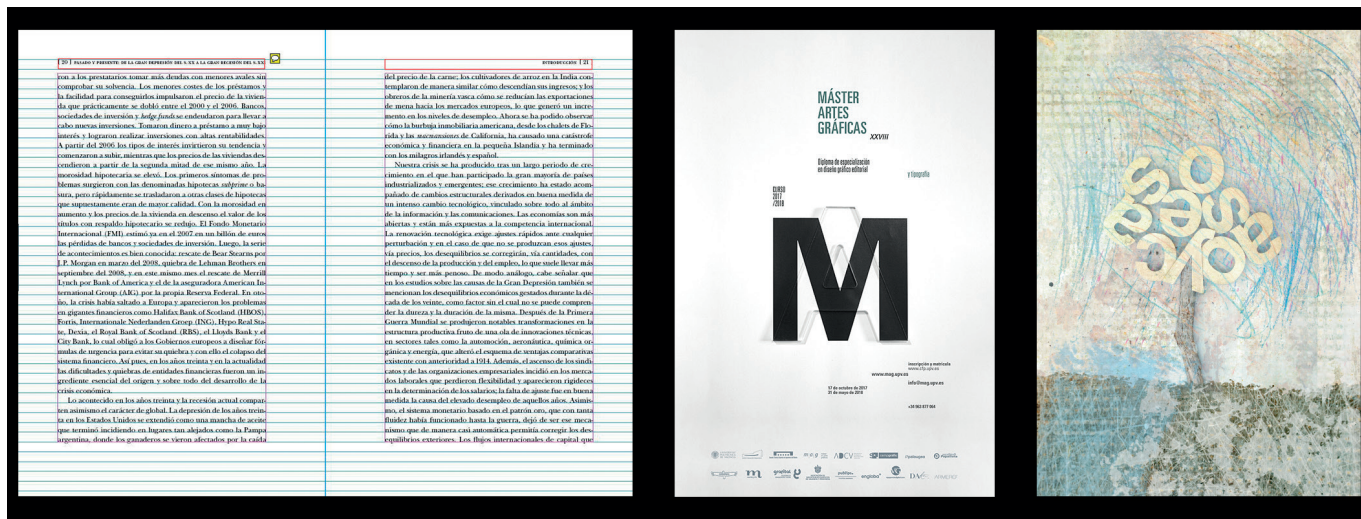 20 | PASADO Y PRESENTE: DE LA GRAN DEPRESIÓN DEL S. XX A LA GRAN RECESIÓN DEL S. XXI
ron a los prestatarios tomar más deudas con menores avales sin
comprobar su solvencia. Los menores costes de los préstamos y
la facilidad para conseguirlos impulsaron el precio de la vivien-
da que prácticamente se dobló entre el 2000 y el 2006. Bancos,
sociedades de inversión y hedge funds se endeudaron para llevar a
cabo nuevas inversiones. Tomaron dinero a préstamo a muy bajo
interés y lograron realizar inversiones con altas rentabilidades.
A partir del 2006 los tipos de interés invirtieron su tendencia y
comenzaron a subir, mientras que los precios de las viviendas des-
cendieron a partir de la segunda mitad de ese mismo año. La
morosidad hipotecaria se elevó. Los primeros síntomas de pro-
blemas surgieron con las denominadas hipotecas subprime o ba-
sura, pero rápidamente se trasladaron a otras clases de hipotecas
que supuestamente eran de mayor calidad. Con la morosidad en
aumento y los precios de la vivienda en descenso el valor de los
títulos con respaldo hipotecario se redujo. El Fondo Monetario
Internacional (FMI) estimó ya en el 2007 en un billón de euros
las pérdidas de bancos y sociedades de inversión. Luego, la serie
de acontecimientos es bien conocida: rescate de Bear Stearns por
J.P. Morgan en marzo del 2008, quiebra de Lehman Brothers en
septiembre del 2008, y en este mismo mes el rescate de Merrill
Lynch por Bank of America y el de la aseguradora American In-
ternational Group (AIG) por la propia Reserva Federal. En oto-
ño, la crisis había saltado a Europa y aparecieron los problemas
en gigantes financieros como Halifax Bank of Scotland (HBOS),
Fortis, Internationale Nederlanden Groep (ING), Hypo Real Sta-
te, Dexia, el Royal Bank of Scotland (RBS), el Lloyds Bank y el
City Bank, lo cual obligó a los Gobiernos europeos a diseñar fór-
mulas de urgencia para evitar su quiebra y con ello el colapso del
sistema financiero. Así pues, en los años treinta y en la actualidad
las dificultades y quiebras de entidades financieras fueron un in-
grediente esencial del origen y sobre todo del desarrollo de la
crisis económica.
Lo acontecido en los años treinta y la recesión actual compar-
ten asimismo el carácter de global. La depresión de los años trein-
ta en los Estados Unidos se extendió como una mancha de aceite
que terminó incidiendo en lugares tan alejados como la Pampa
argentina, donde los ganaderos se vieron afectados por la caída
INTRODUCCIÓN | 21
del precio de la carne; los cultivadores de arroz en la India con-
templaron de manera similar cómo descendían sus ingresos; y los
obreros de la minería vasca cómo se reducían las exportaciones
de mena hacia los mercados europeos, lo que generó un incre-
mento en los niveles de desempleo. Ahora se ha podido observar
cómo la burbuja inmobiliaria americana, desde los chalets de Flo-
rida y las macmansiones de California, ha causado una catástrofe
económica y financiera en la pequeña Islandia y ha terminado
con los milagros irlandés y español.
Nuestra crisis se ha producido tras un largo periodo de cre-
cimiento en el que han participado la gran mayoría de países
industrializados y emergentes; ese crecimiento ha estado acom-
pañado de cambios estructurales derivados en buena medida de
un intenso cambio tecnológico, vinculado sobre todo al ámbito
de la información y las comunicaciones. Las economías son más
abiertas y están más expuestas a la competencia internacional.
La renovación tecnológica exige ajustes rápidos ante cualquier
perturbación y en el caso de que no se produzcan esos ajustes,
vía precios, los desequilibrios se corregirán, vía cantidades, con
el descenso de la producción y del empleo, lo que suele llevar más
tiempo y ser más penoso. De modo análogo, cabe señalar que
en los estudios sobre las causas de la Gran Depresión también se
mencionan los desequilibrios económicos gestados durante la dé-
cada de los veinte, como factor sin el cual no se puede compren-
der la dureza y la duración de la misma. Después de la Primera
Guerra Mundial se produjeron notables transformaciones en la
estructura productiva fruto de una ola de innovaciones técnicas,
en sectores tales como la automoción, aeronáutica, química or-
gánica y energía, que alteró el esquema de ventajas comparativas
existente con anterioridad a 1914. Además, el ascenso de los sindi-
catos y de las organizaciones empresariales incidió en los merca-
dos laborales que perdieron flexibilidad y aparecieron rigideces
en la determinación de los salarios; la falta de ajuste fue en buena
medida la causa del elevado desempleo de aquellos años. Asimis-
mo, el sistema monetario basado en el patrón oro, que con tanta
fluidez había funcionado hasta la guerra, dejó de ser ese meca-
nismo que de manera casi automática permitía corregir los des-
equilibrios exteriores. Los flujos internacionales de capital que
MÁSTER
ARTES
GRÁFICAS
XXVIII
Diploma de especialización
en diseño gráfico editorial
y tipografía
CURSO
2017
/2018
M
inscripción y matrícula
www.cfp.upv.es
www.mag.upv.es
info@mag.upv.es
17 de octubre de 2017
31 de mayo de 2018
+34 963 877 064
ADCV
grafital
englobe